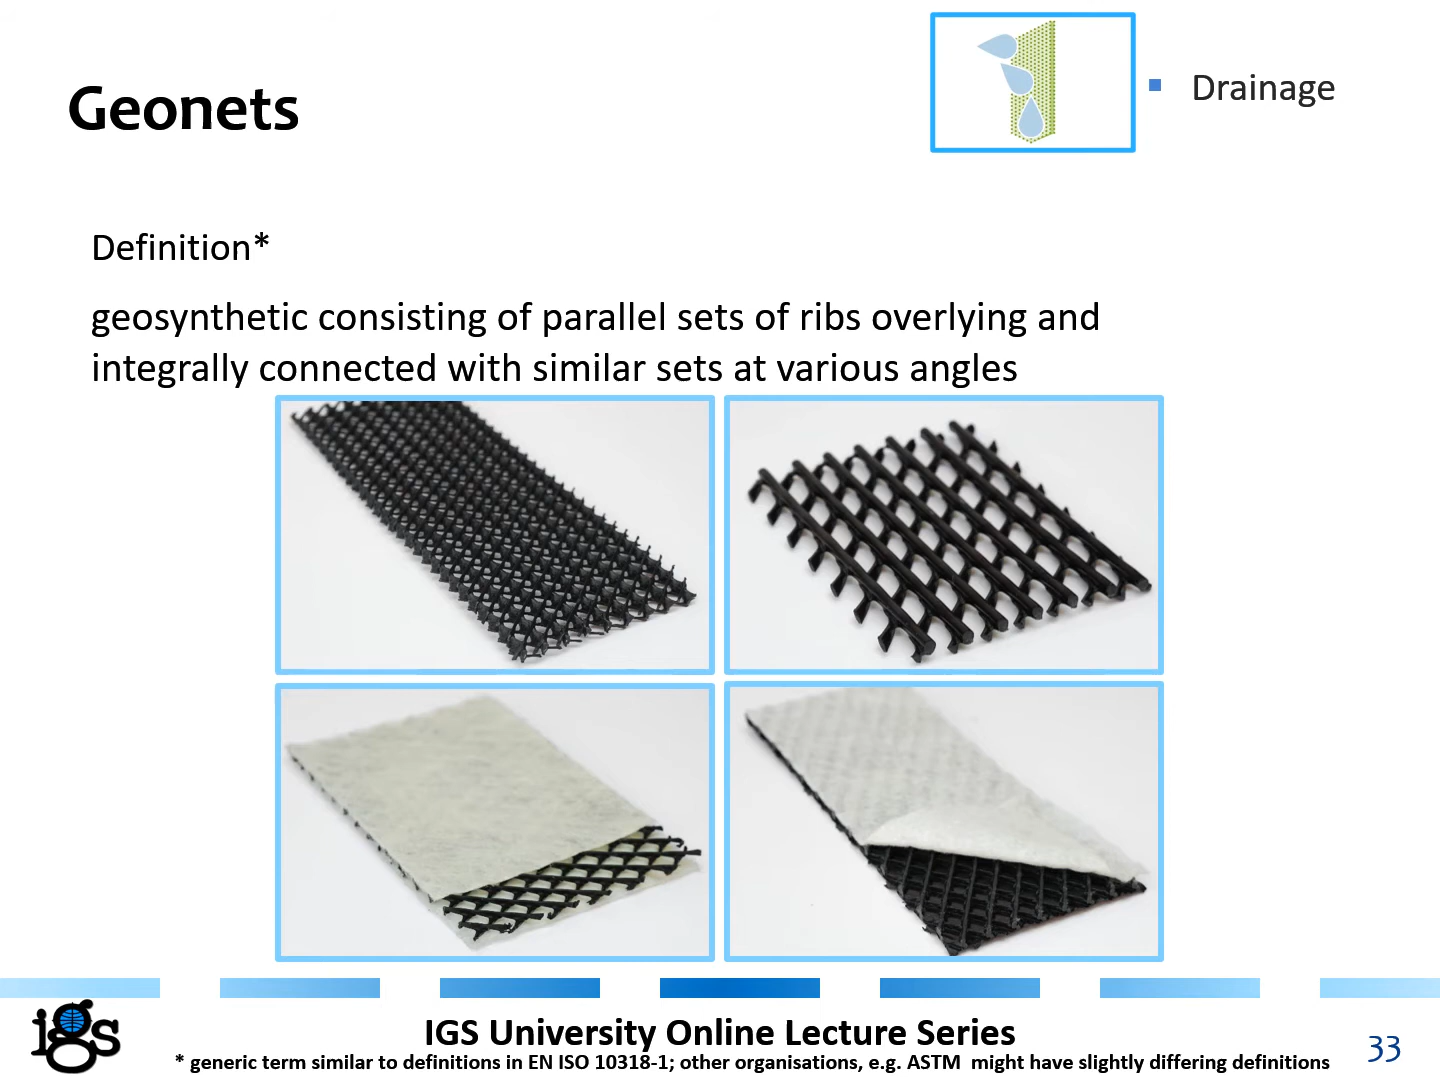 Geonets
Drainage
Definition*
geosynthetic consisting of parallel sets of ribs overlying and
integrally connected with similar sets at various angles
igs
IGS University Online Lecture Series
* generic term similar to definitions in EN ISO 10318-1; other organisations, e.g. ASTM might have slightly differing definitions
33